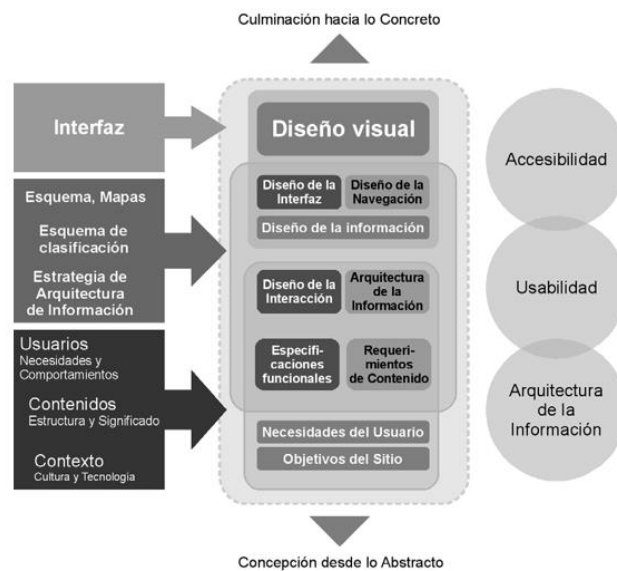 Culminación hacia lo Concreto
Interfaz
Esquema, Mapas
Esquema de
clasificación
Estrategia de
Arquitectura
de Información
Usuarios
Necesidades y
Comportamientos
Contenidos
Estructura y Significado
Contexto
Cultura y Tecnología
Diseño visual
Diseño de la
Interfaz
Diseño de la
Navegación
Diseño de la información
Diseño de la
Interacción
Arquitectura
de la
Información
Especifi-
caciones
funcionales
Requeri-
mientos
de Contenido
Necesidades del Usuario
Objetivos del Sitio
Accesibilidad
Usabilidad
Arquitectura
de la
Información
Concepción desde lo Abstracto